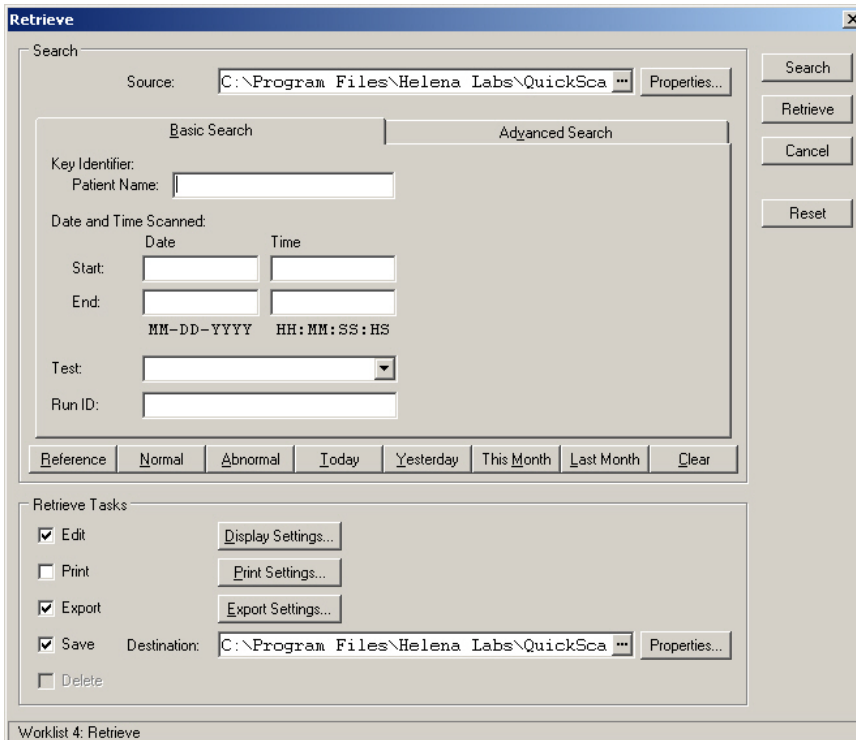 Retrieve
Search
Source: C:\Program Files\Helena Labs\QuickSca ... Properties...
Search
Retrieve
Cancel
Reset
Basic Search Advanced Search
Key Identifier:
Patient Name:
Date and Time Scanned:
Date Time
Start:
End:
MM-DD-YYYY HH:MM:SS:HS
Test:
Run ID:
Reference Normal Abnormal Today Yesterday This Month Last Month Clear
Retrieve Tasks
Edit Display Settings...
Print Print Settings...
Export Export Settings...
Save Destination: C:\Program Files\Helena Labs\QuickSca ... Properties...
Delete
Worklist 4: Retrieve